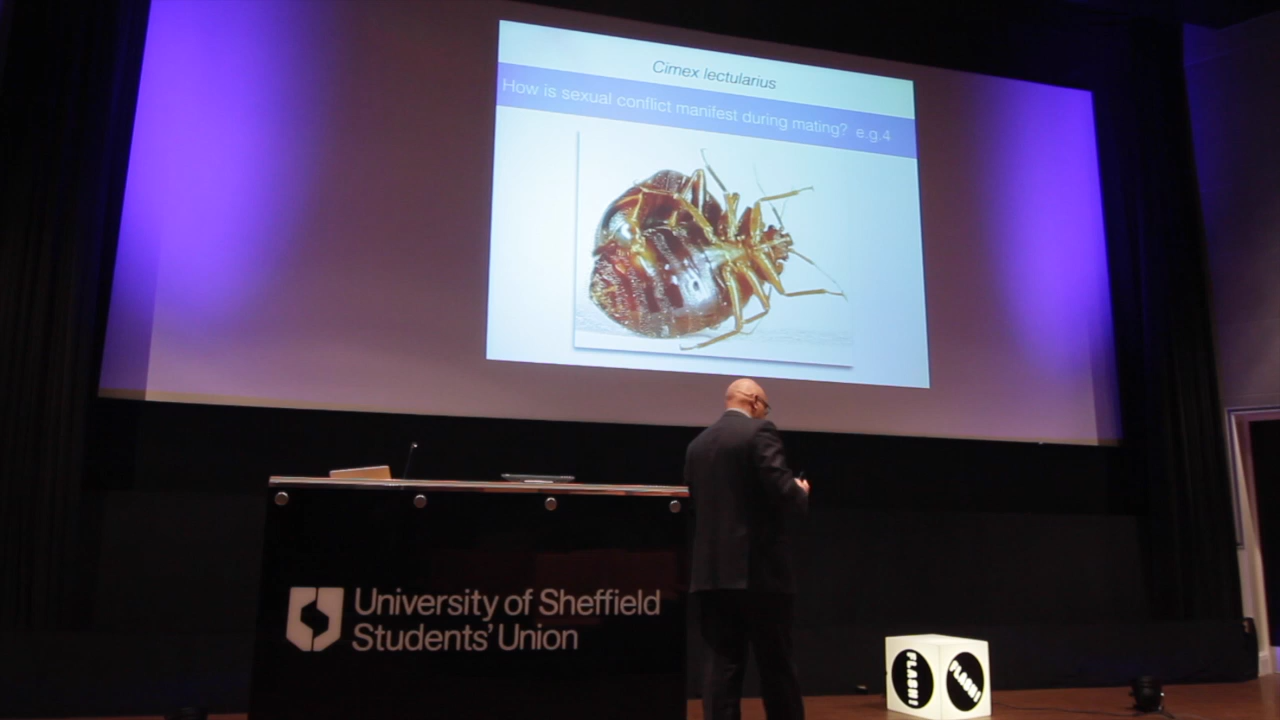 Cimex lectularius
How is sexual conflict manifest during mating? e.g.4
University of Sheffield
Students' Union
FLASH!
FLASH!